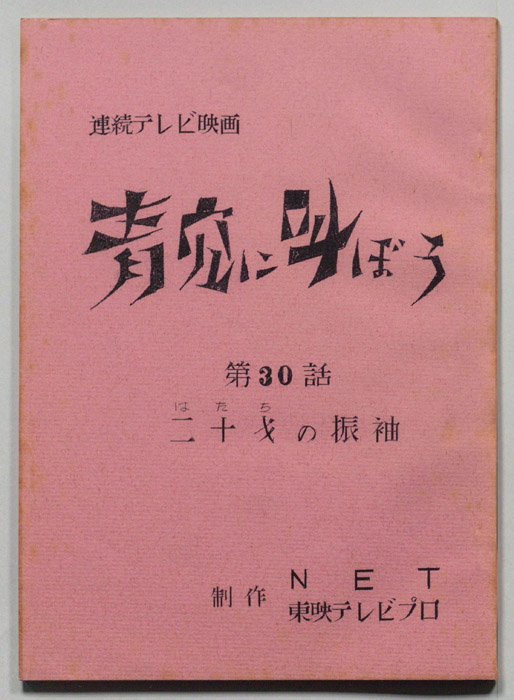 連続テレビ映画
青空に叫ぼう
第30話
はたち
二十才の振袖
制作 NET
東映テレビプロ